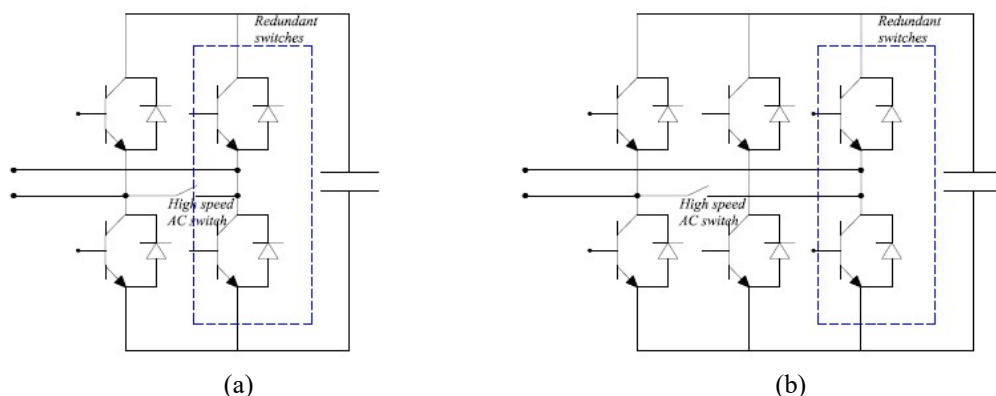 Redundant
switches
High speed
AC switch
(a)
Redundant
switches
High speed
AC switch
(b)